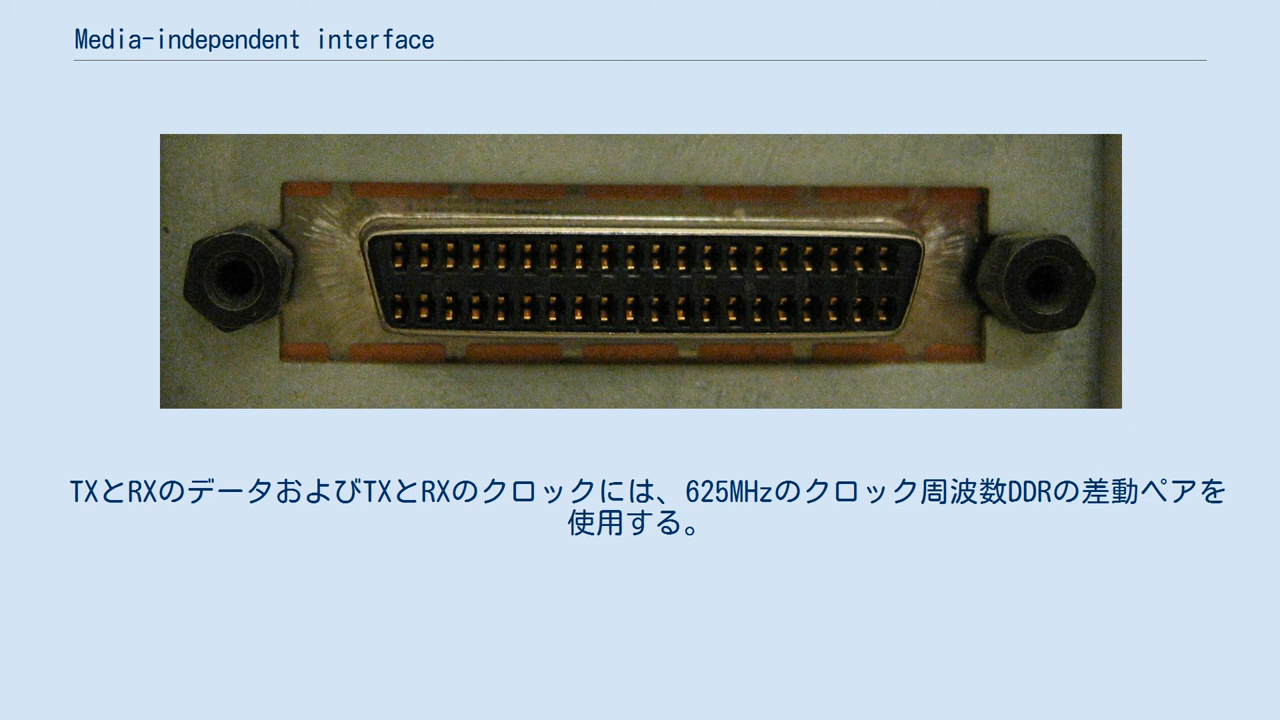 Media-independent interface
TXとRXのデータおよびTXとRXのクロックには、625MHzのクロック周波数DDRの差動ペアを
使用する。